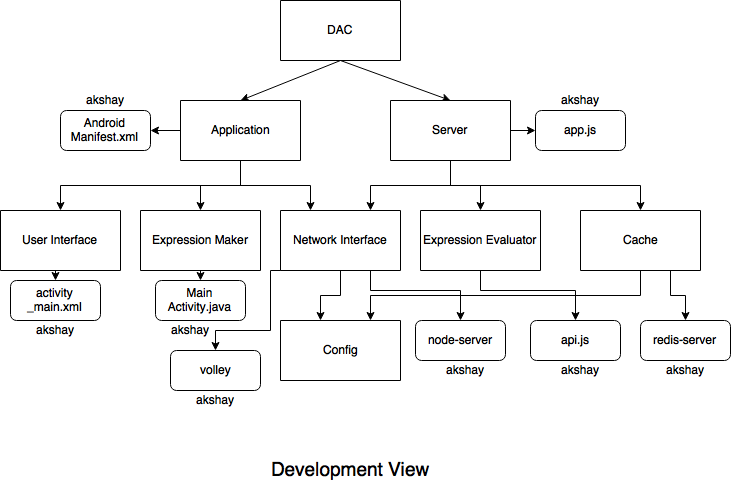 DAC
akshay
akshay
Android
Manifest.xml
Application
Server
app.js
User Interface
Expression Maker
Network Interface
Expression Evaluator
Cache
activity
_main.xml
Main
Activity.java
akshay
akshay
Config
node-server
api.js
redis-server
volley
akshay
akshay
akshay
akshay
Development View